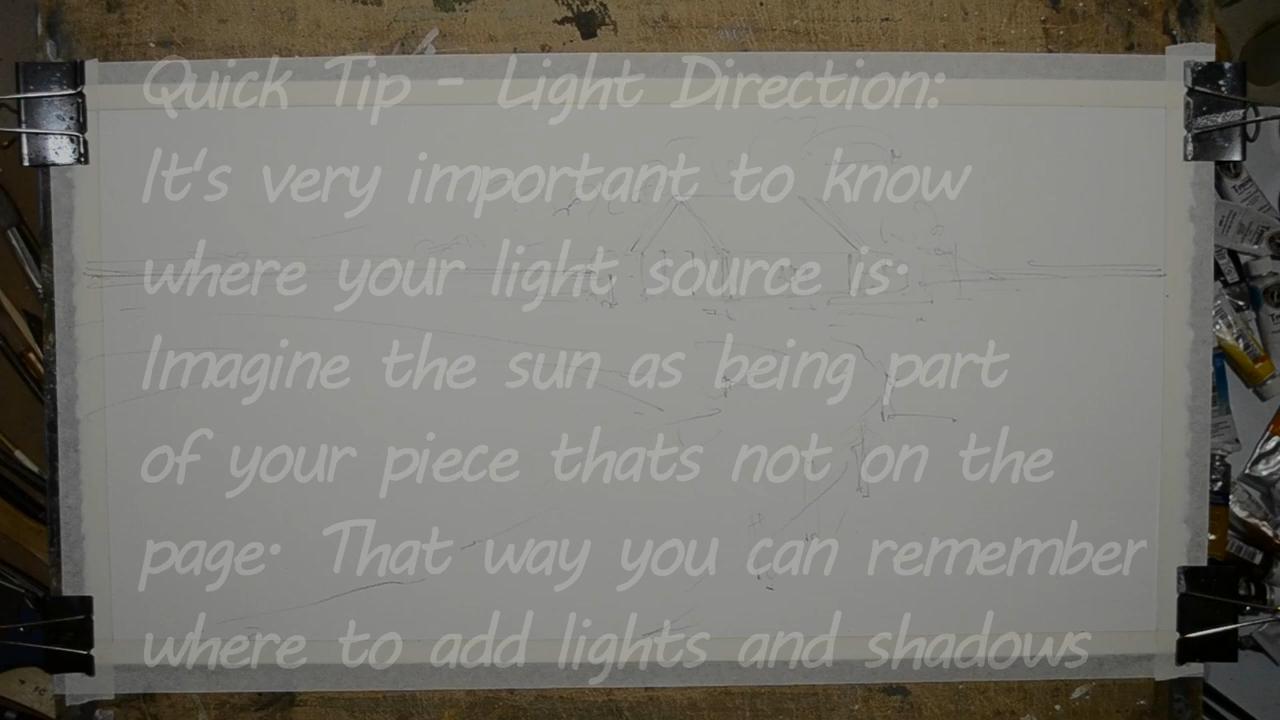 Quick Tip - Light Direction:
It's very important to know
where your light source is.
Imagine the sun as being part
of your piece thats not on the
page. That way you can remember
where to add lights and shadows